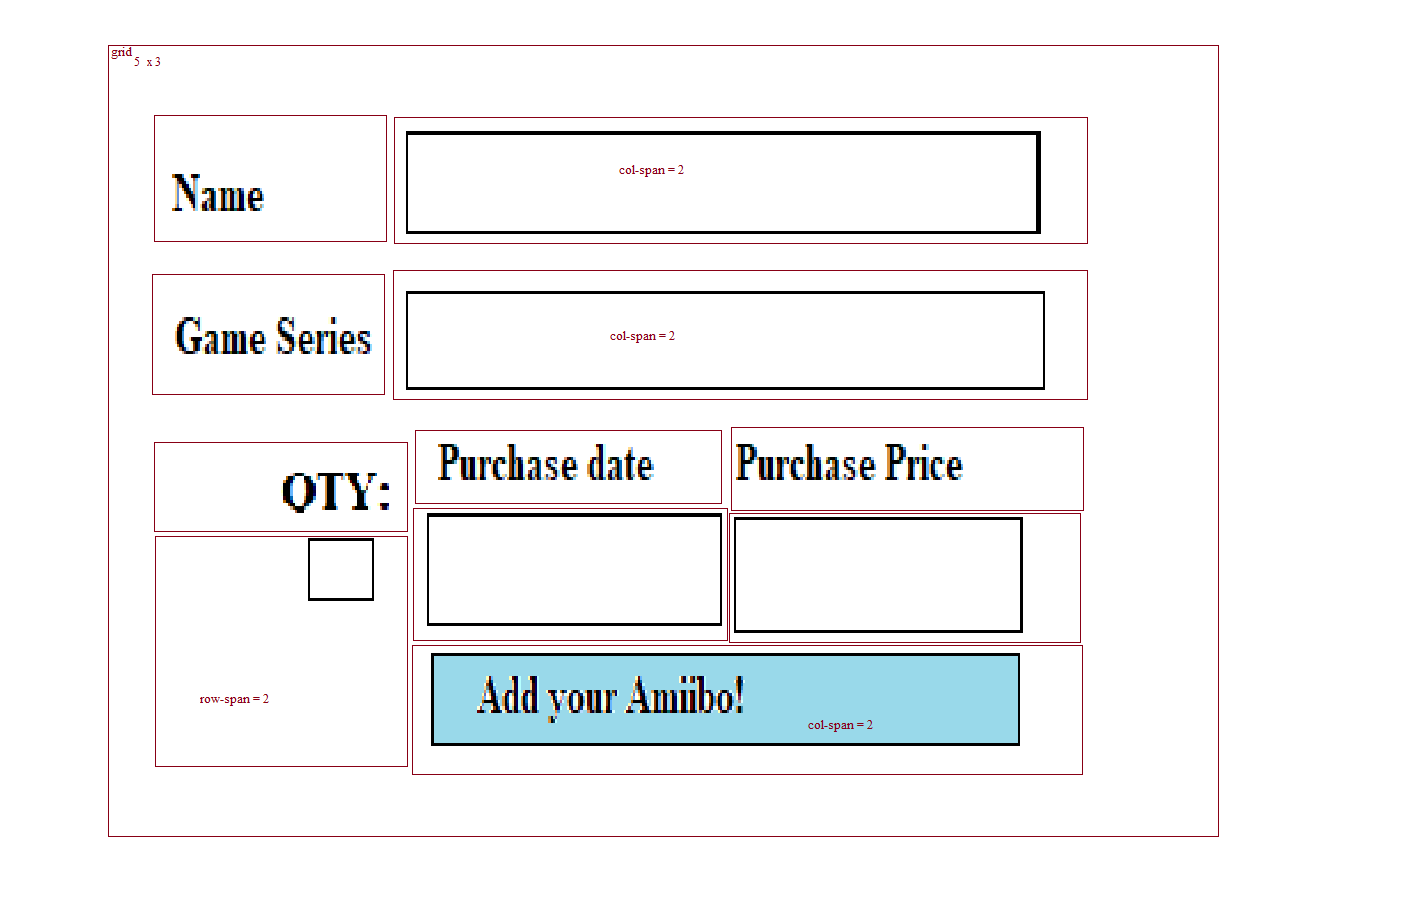 grid
5 x 3
Name
col-span = 2
Game Series
col-span = 2
QTY:
Purchase date
Purchase Price
row-span = 2
Add your Amiibo!
col-span = 2